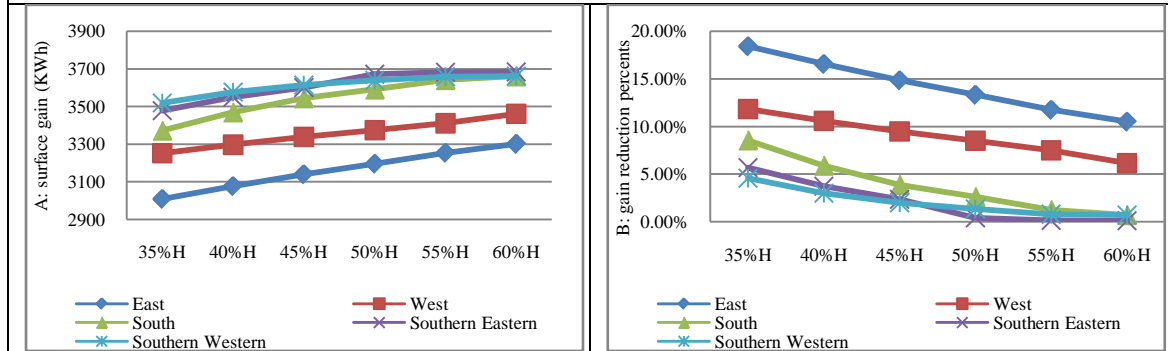 A: surface gain (KWh)
3900
3700
3500
3300
3100
2900
35%H 40%H 45%H 50%H 55%H 60%H
East West
South Southern Eastern
Southern Western
B: gain reduction percents
20.00%
15.00%
10.00%
5.00%
0.00%
35%H 40%H 45%H 50%H 55%H 60%H
East West
South Southern Eastern
Southern Western